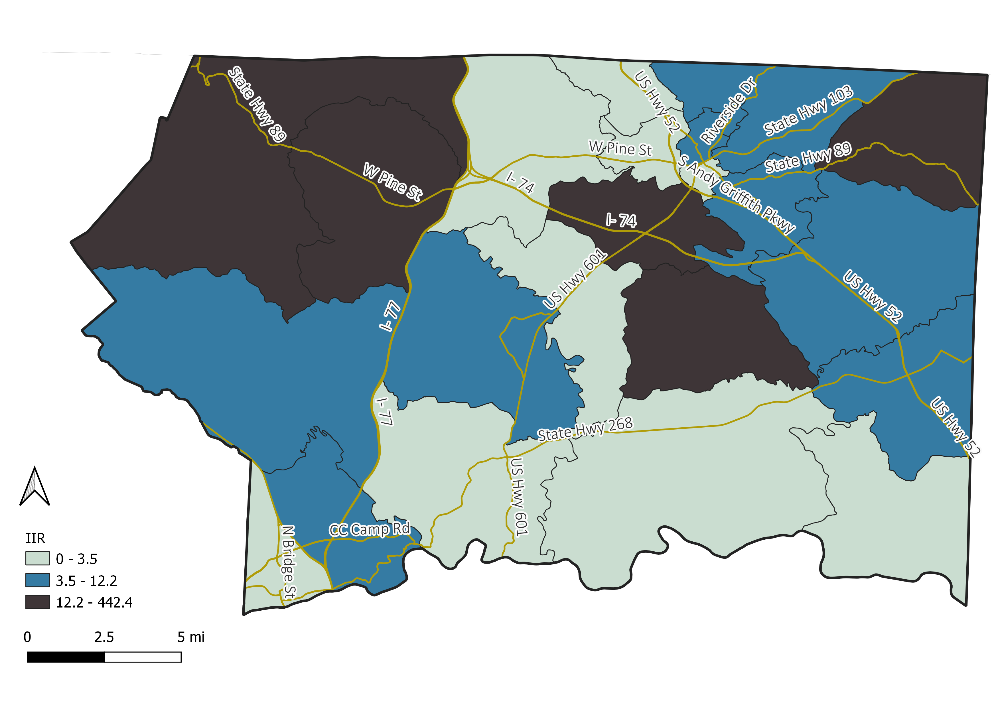 State Hwy 89
US Hwy 52
Riverside Dr
State Hwy 103
W Pine St
State Hwy 89
W Pine St
I- 74
S Andy Griffith Pkwy
I- 74
US Hwy 601
US Hwy 52
I- 77
I- 77
State Hwy 268
US Hwy 52
US Hwy 601
CC Camp Rd
N Bridge St
IIR
0 - 3.5
3.5 - 12.2
12.2 - 442.4
0 2.5 5 mi